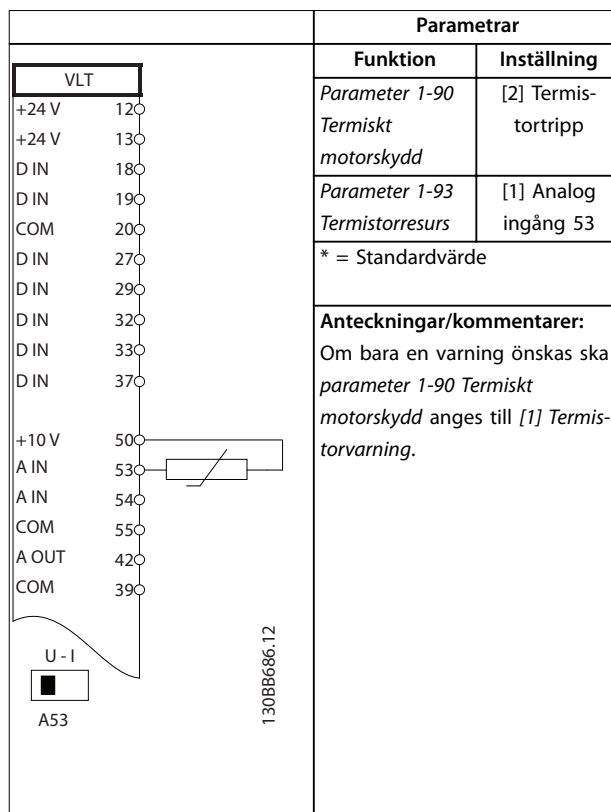 VLT
+24 V 12
+24 V 13
D IN 18
D IN 19
COM 20
D IN 27
D IN 29
D IN 32
D IN 33
D IN 37
+10 V 50
A IN 53
A IN 54
COM 55
A OUT 42
COM 39
U - I
A53
130BB686.12
Parametrar
Funktion Inställning
Parameter 1-90 [2] Termis-
Termiskt tortripp
motorskydd
Parameter 1-93 [1] Analog
Termistorresurs ingång 53
* = Standardvärde
Anteckningar/kommentarer:
Om bara en varning önskas ska
parameter 1-90 Termiskt
motorskydd anges till [1] Termis-
torvarning.